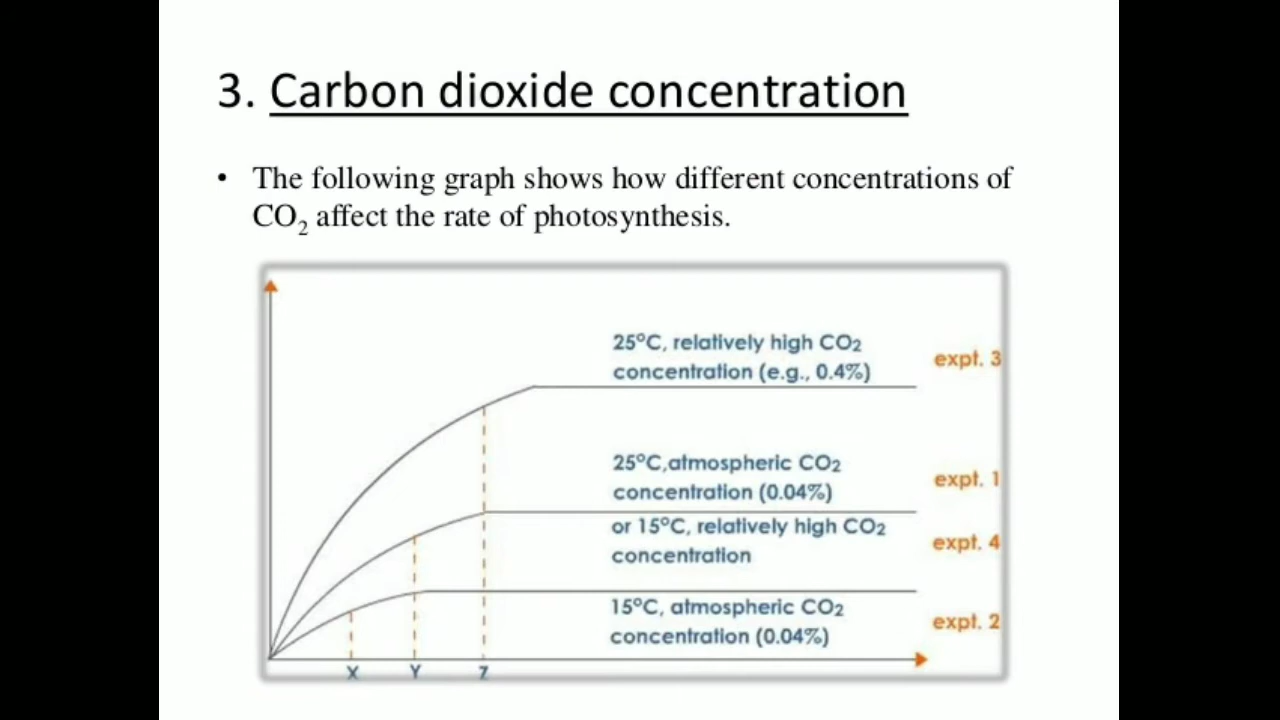 3. Carbon dioxide concentration
• The following graph shows how different concentrations of
CO₂ affect the rate of photosynthesis.
25°C, relatively high CO₂
concentration (e.g., 0.4%)
expt. 3
25°C,atmospheric CO₂
concentration (0.04%)
expt. 1
or 15°C, relatively high CO₂
concentration
expt. 4
15°C, atmospheric CO₂
concentration (0.04%)
expt. 2
X Y Z